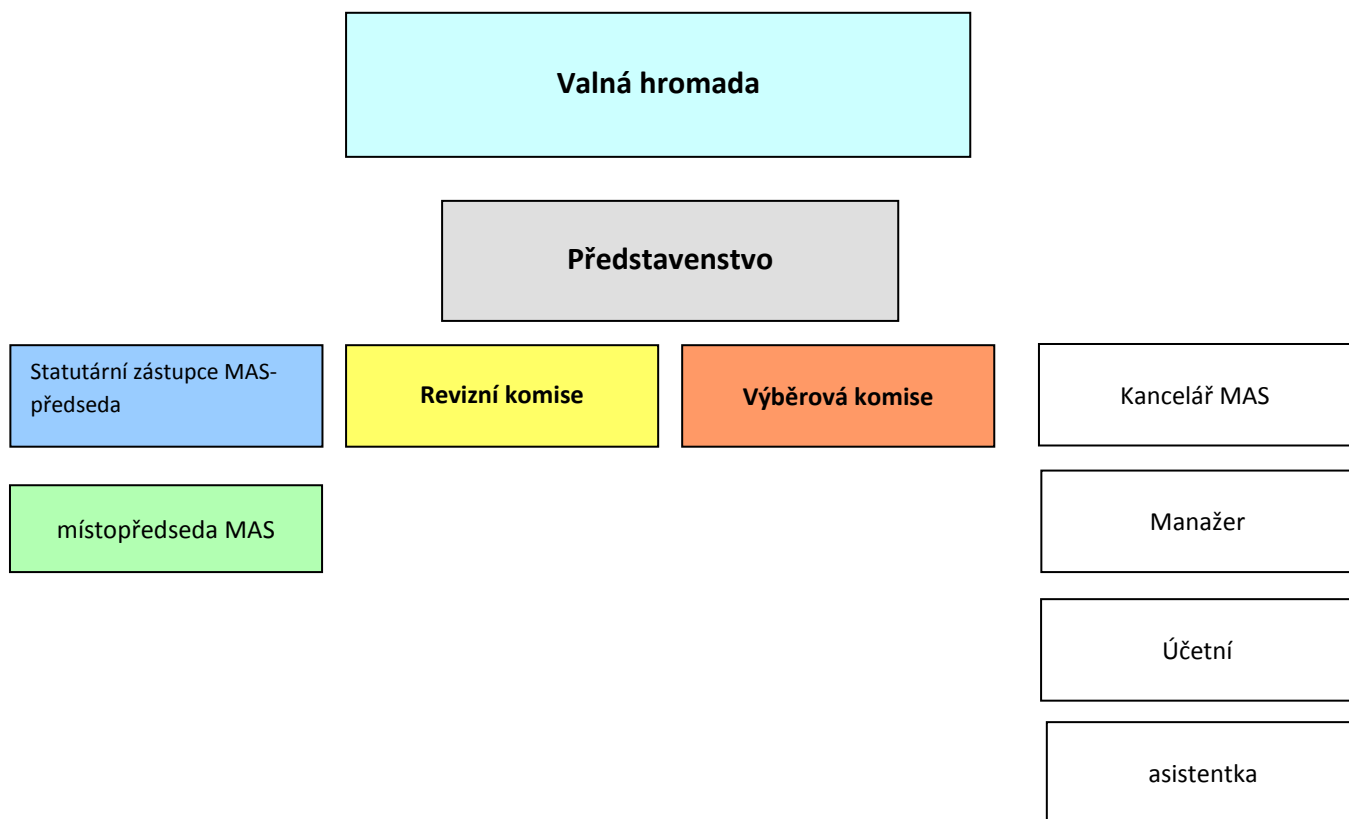 Valná hromada
Představenstvo
Statutární zástupce MAS-
předseda
Revizní komise
Výběrová komise
Kancelář MAS
místopředseda MAS
Manažer
Účetní
asistentka